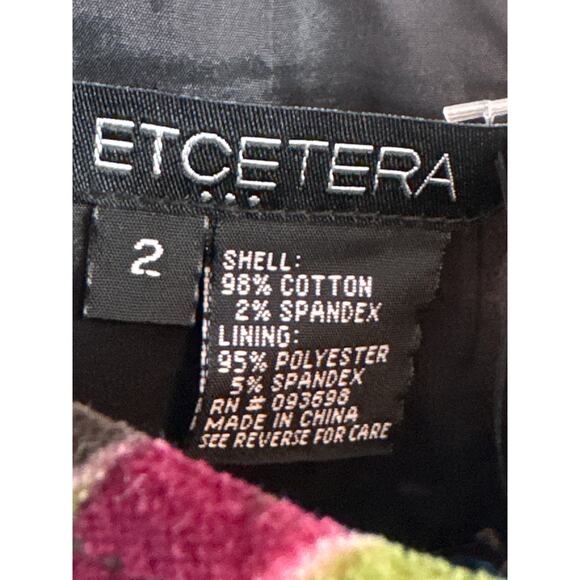 ETCETERA
...
2
SHELL:
98% COTTON
2% SPANDEX
LINING:
95% POLYESTER
5% SPANDEX
RN # 093698
MADE IN CHINA
SEE REVERSE FOR CARE